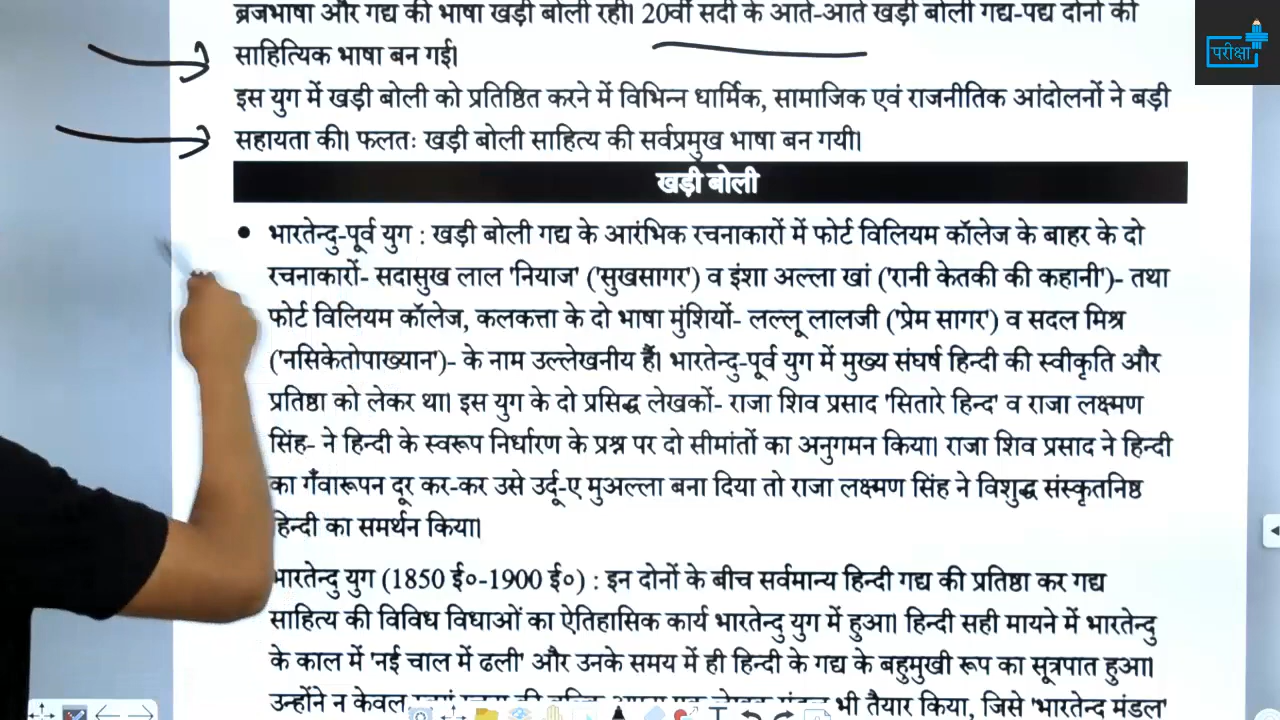 ब्रजभाषा और गद्य की भाषा खड़ी बोली रही। 20वीं सदी के आते-आते खड़ी बोली गद्य-पद्य दोनों की
साहित्यिक भाषा बन गई।
इस युग में खड़ी बोली को प्रतिष्ठित करने में विभिन्न धार्मिक, सामाजिक एवं राजनीतिक आंदोलनों ने बड़ी
सहायता की। फलतः खड़ी बोली साहित्य की सर्वप्रमुख भाषा बन गयी।
परीक्षा
खड़ी बोली
• भारतेन्दु-पूर्व युग : खड़ी बोली गद्य के आरंभिक रचनाकारों में फोर्ट विलियम कॉलेज के बाहर के दो
रचनाकारों- सदासुख लाल 'नियाज' ('सुखसागर') व इंशा अल्ला खां ('रानी केतकी की कहानी')- तथा
फोर्ट विलियम कॉलेज, कलकत्ता के दो भाषा मुंशियों- लल्लू लालजी ('प्रेम सागर') व सदल मिश्र
('नसिकेतोपाख्यान')- के नाम उल्लेखनीय हैं। भारतेन्दु-पूर्व युग में मुख्य संघर्ष हिन्दी की स्वीकृति और
प्रतिष्ठा को लेकर था। इस युग के दो प्रसिद्ध लेखकों- राजा शिव प्रसाद 'सितारे हिन्द' व राजा लक्ष्मण
सिंह- ने हिन्दी के स्वरूप निर्धारण के प्रश्न पर दो सीमांतों का अनुगमन किया। राजा शिव प्रसाद ने हिन्दी
का गँवारूपन दूर कर-कर उसे उर्दू-ए मुअल्ला बना दिया तो राजा लक्ष्मण सिंह ने विशुद्ध संस्कृतनिष्ठ
हिन्दी का समर्थन किया।
भारतेन्दु युग (1850 ई०-1900 ई०) : इन दोनों के बीच सर्वमान्य हिन्दी गद्य की प्रतिष्ठा कर गद्य
साहित्य की विविध विधाओं का ऐतिहासिक कार्य भारतेन्दु युग में हुआ। हिन्दी सही मायने में भारतेन्दु
के काल में 'नई चाल में ढली' और उनके समय में ही हिन्दी के गद्य के बहुमुखी रूप का सूत्रपात हुआ।
उन्होंने न केवल भी तैयार किया, जिसे 'भारतेन्दु मंडल'